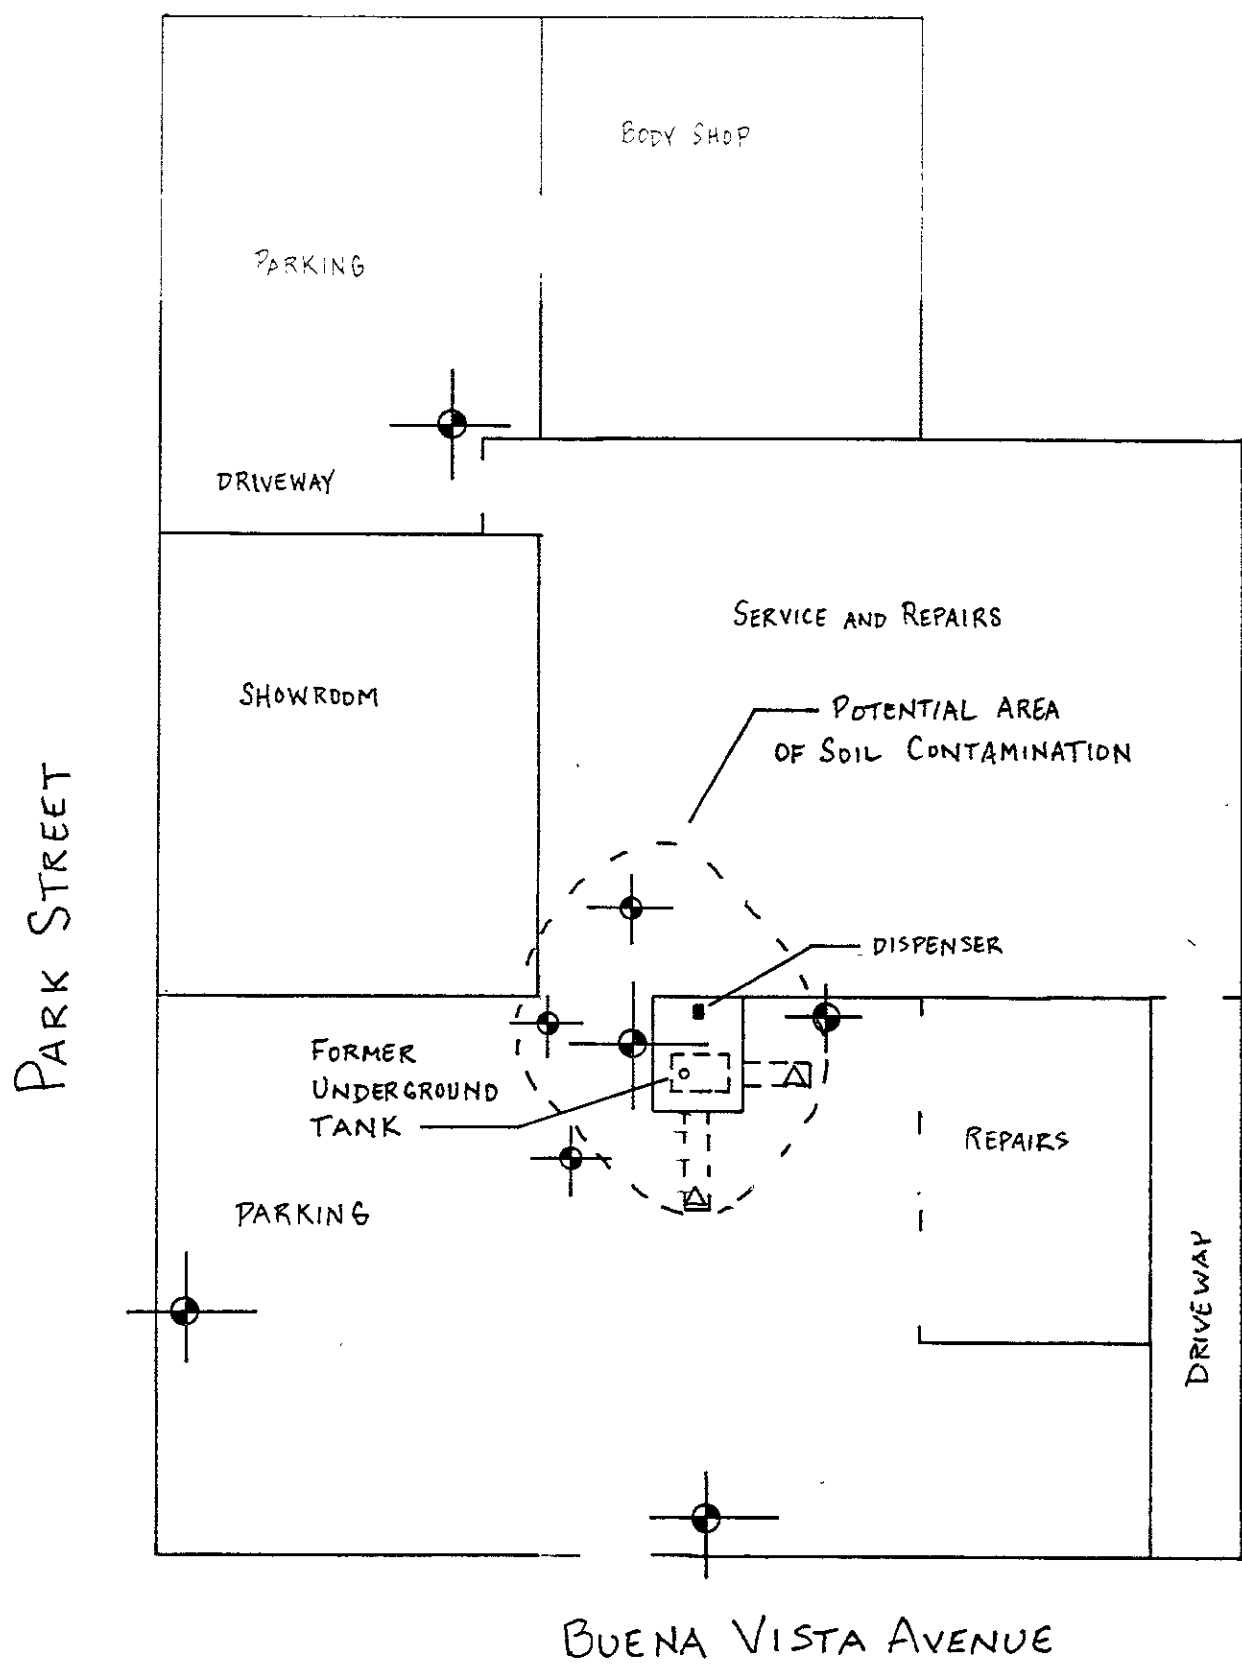 BODY SHOP
PARKING
DRIVEWAY
SERVICE AND REPAIRS
SHOWROOM
POTENTIAL AREA
OF SOIL CONTAMINATION
PARK STREET
DISPENSER
FORMER
UNDERGROUND
TANK
REPAIRS
PARKING
DRIVEWAY
BUENA VISTA AVENUE